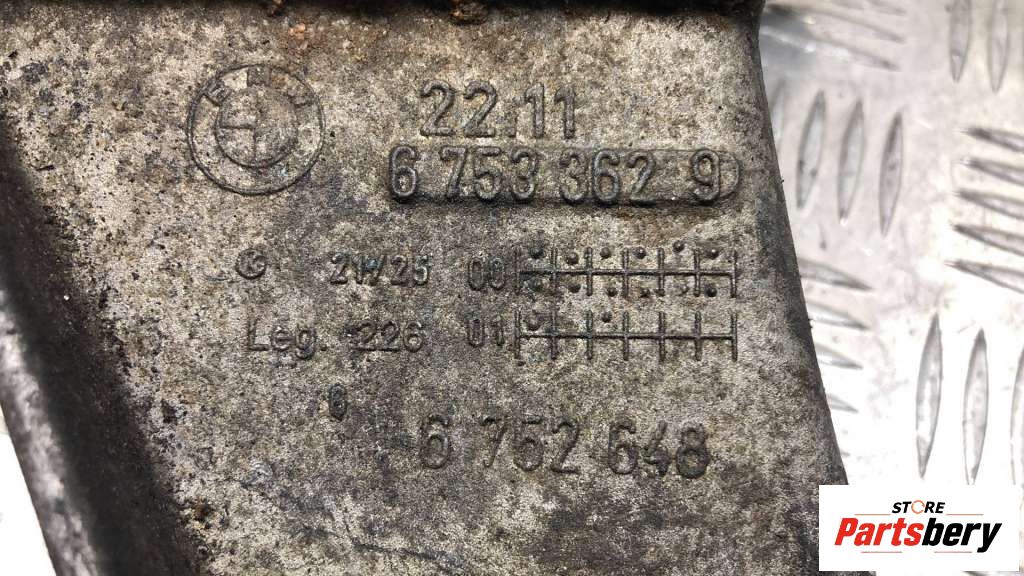 BMW
22.11
6 753 362 9
G 21/25 00
Leg. 226 01
6 752 648
STORE
Partsbery